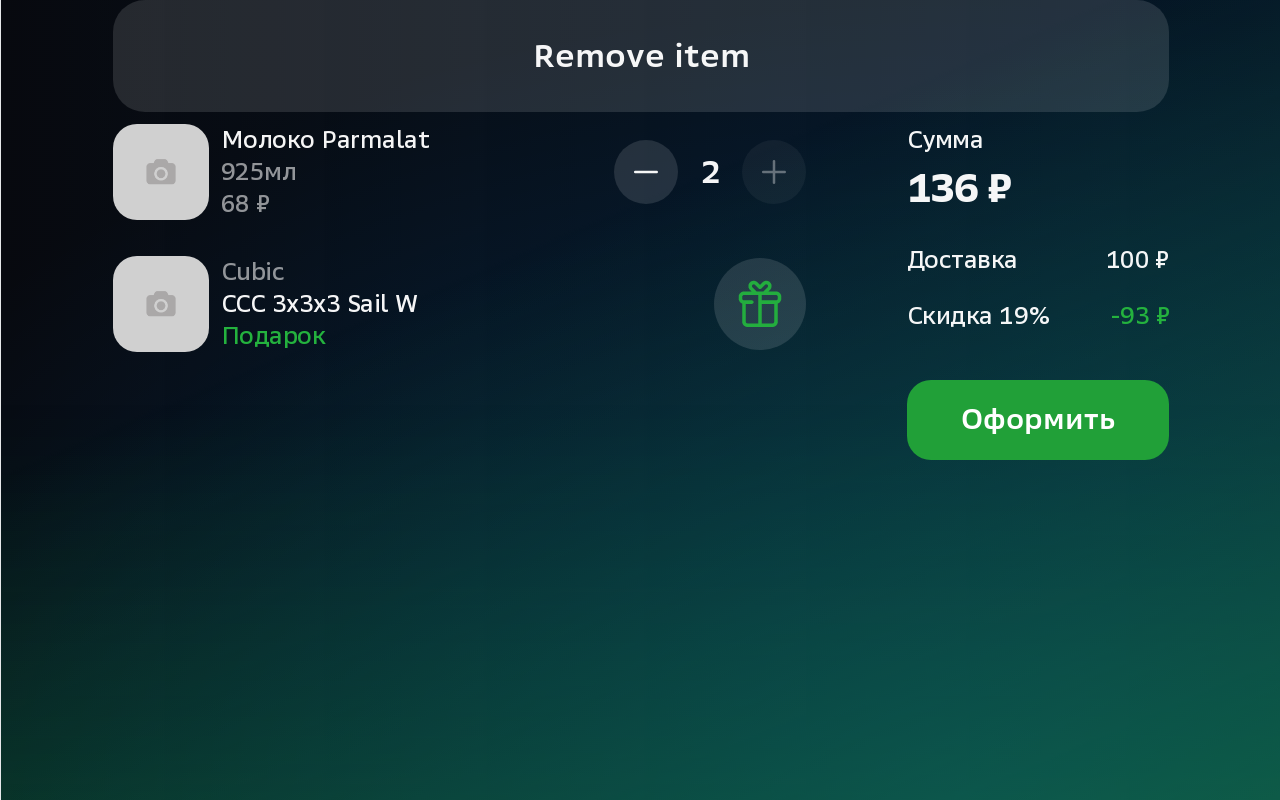 Remove item
Молоко Parmalat
925мл
68 ₽
2
Cubic
CCC 3x3x3 Sail W
Подарок
Сумма
136 ₽
Доставка 100 ₽
Скидка 19% -93 ₽
Оформить